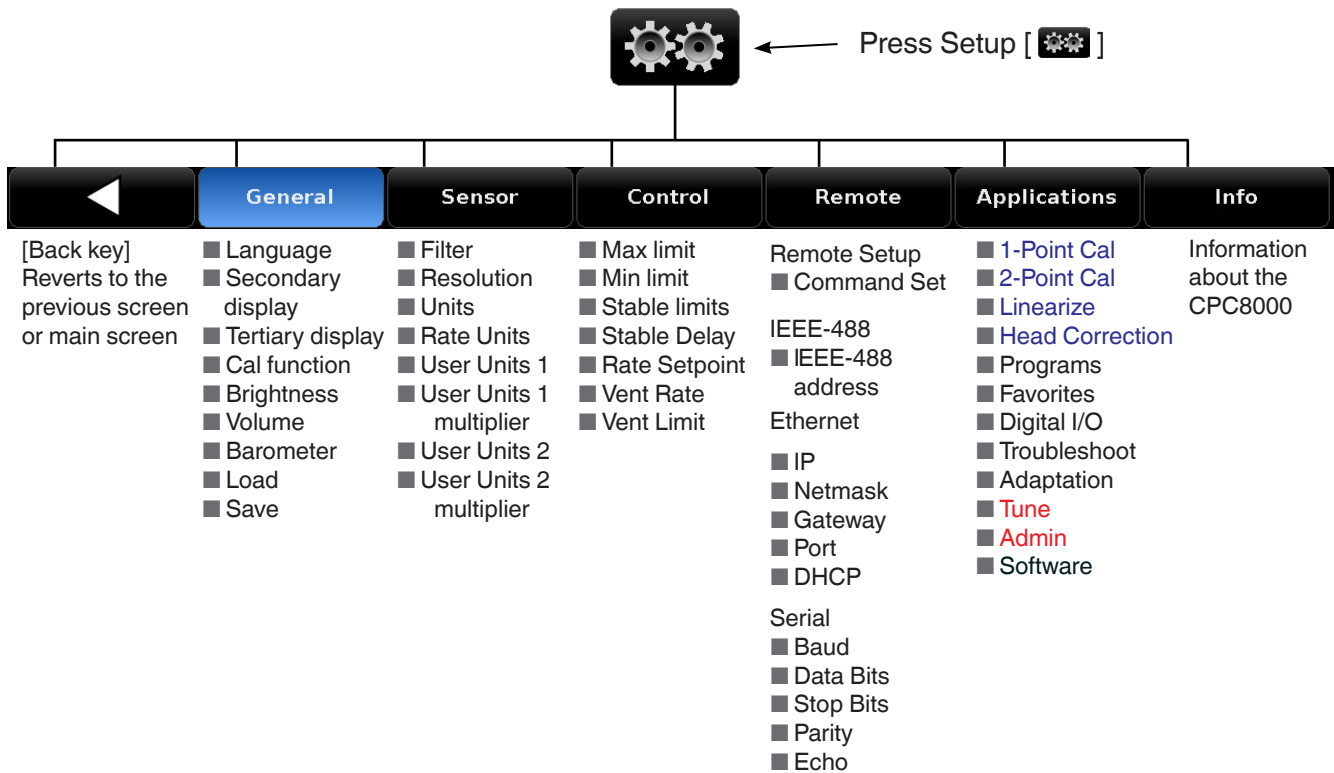 Press Setup [ ]
General
Sensor
Control
Remote
Applications
Info
[Back key]
Reverts to the
previous screen
or main screen
Language
Secondary
display
Tertiary display
Cal function
Brightness
Volume
Barometer
Load
Save
Filter
Resolution
Units
Rate Units
User Units 1
User Units 1
multiplier
User Units 2
User Units 2
multiplier
Max limit
Min limit
Stable limits
Stable Delay
Rate Setpoint
Vent Rate
Vent Limit
Remote Setup
Command Set
IEEE-488
IEEE-488
address
Ethernet
IP
Netmask
Gateway
Port
DHCP
Serial
Baud
Data Bits
Stop Bits
Parity
Echo
1-Point Cal
2-Point Cal
Linearize
Head Correction
Programs
Favorites
Digital I/O
Troubleshoot
Adaptation
Tune
Admin
Software
Information
about the
CPC8000